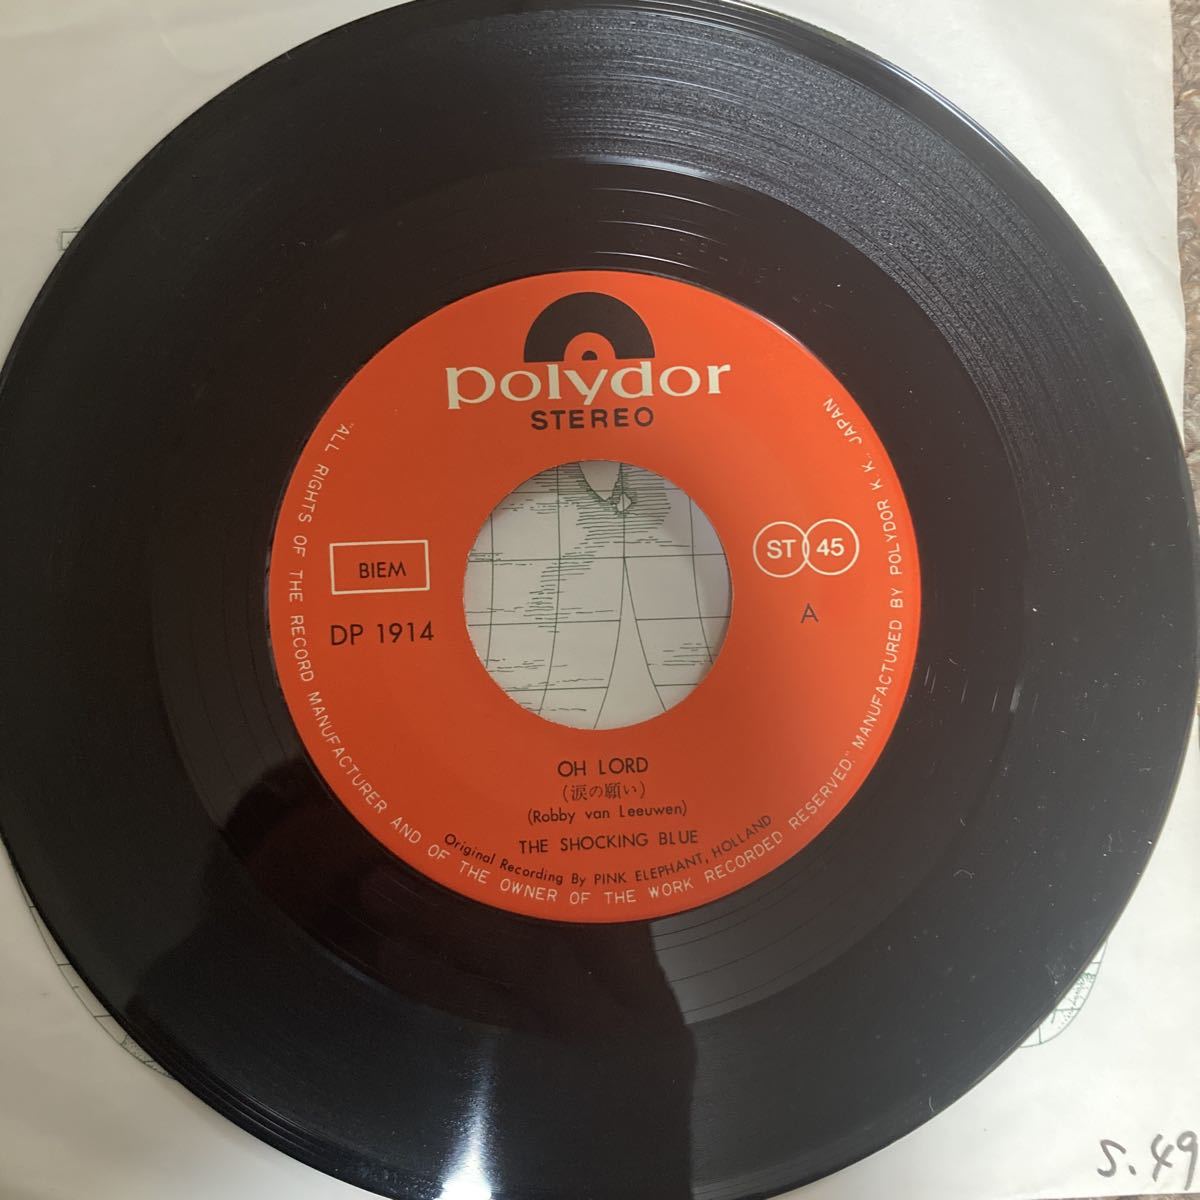 polydor
STEREO
BIEM
DP 1914
ST 45
A
OH LORD
(涙の願い)
(Robby van Leeuwen)
THE SHOCKING BLUE
Original Recording By PINK ELEPHANT, HOLLAND
"ALL RIGHTS OF THE RECORD MANUFACTURER AND OF THE OWNER OF THE WORK RECORDED RESERVED." MANUFACTURED BY POLYDOR K. K., JAPAN
S.49